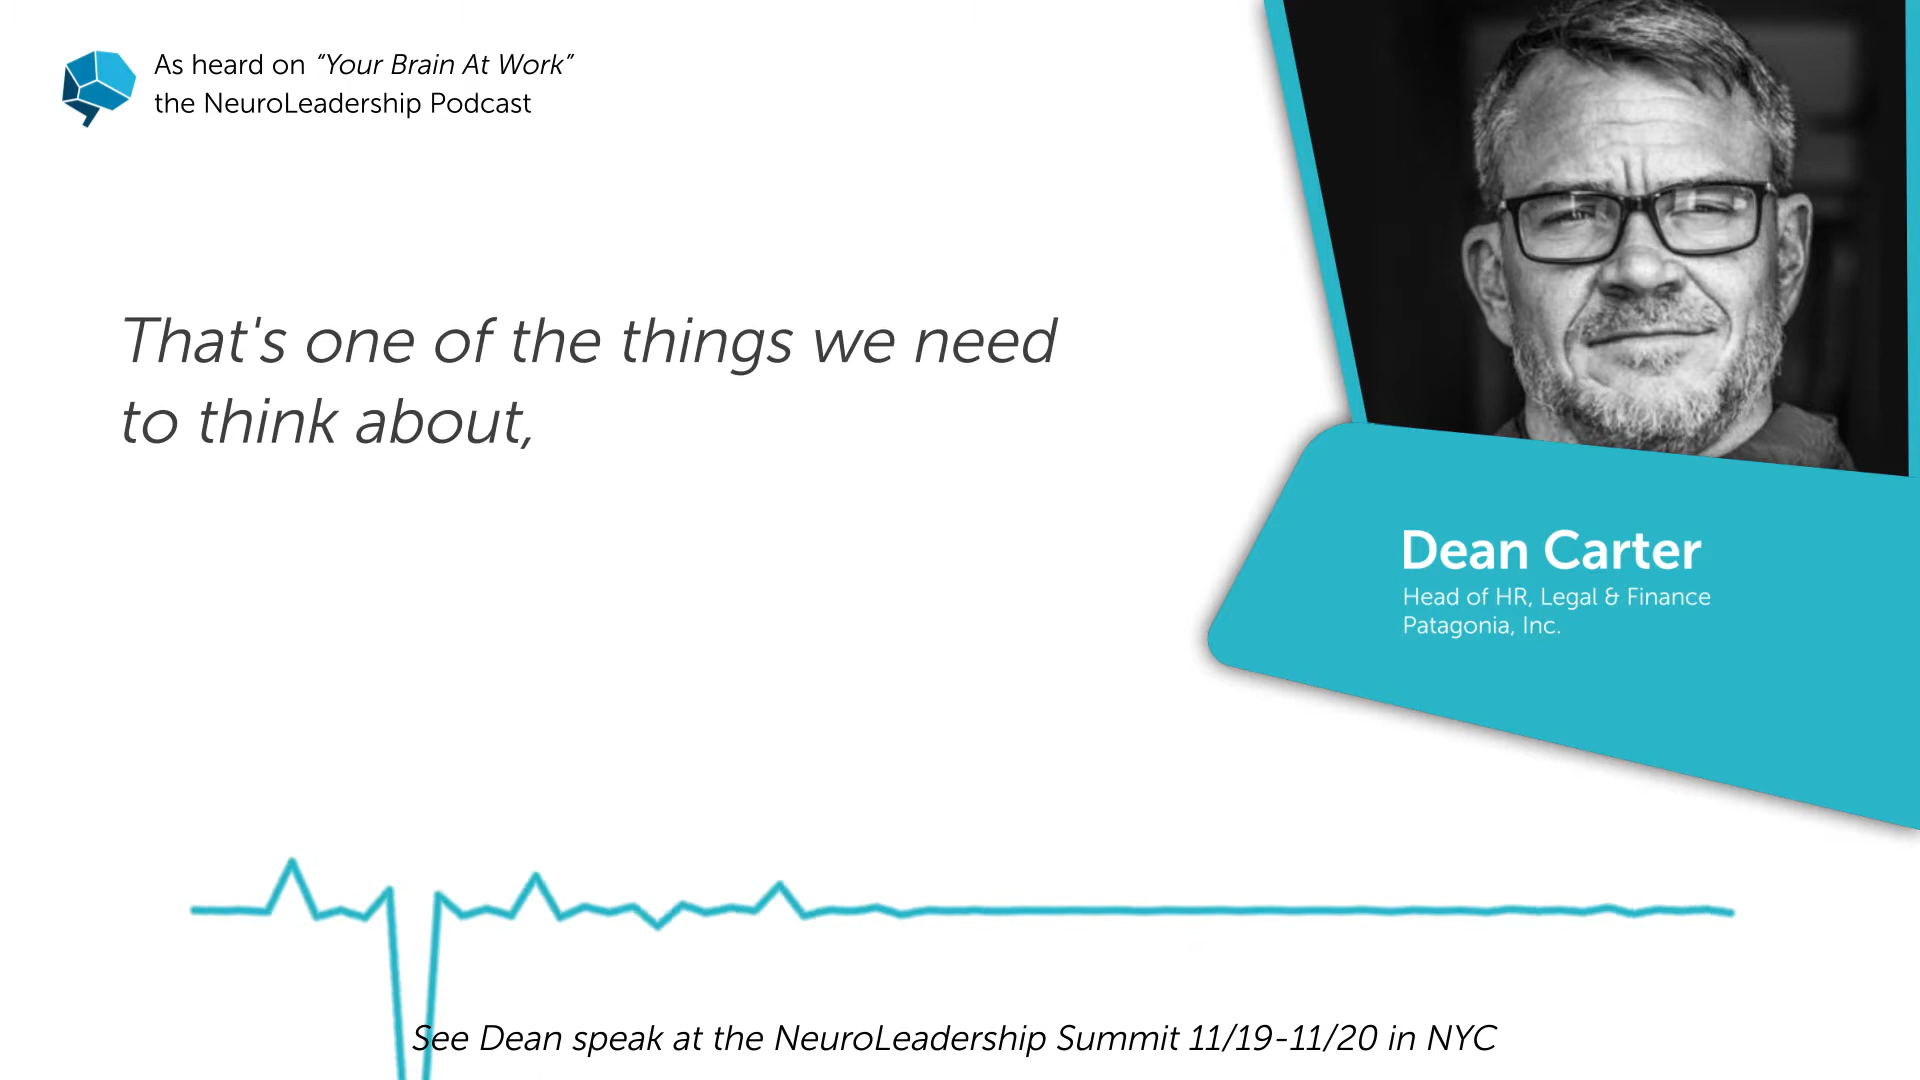 As heard on “Your Brain At Work”
the NeuroLeadership Podcast
That's one of the things we need
to think about,
Dean Carter
Head of HR, Legal & Finance
Patagonia, Inc.
See Dean speak at the NeuroLeadership Summit 11/19-11/20 in NYC